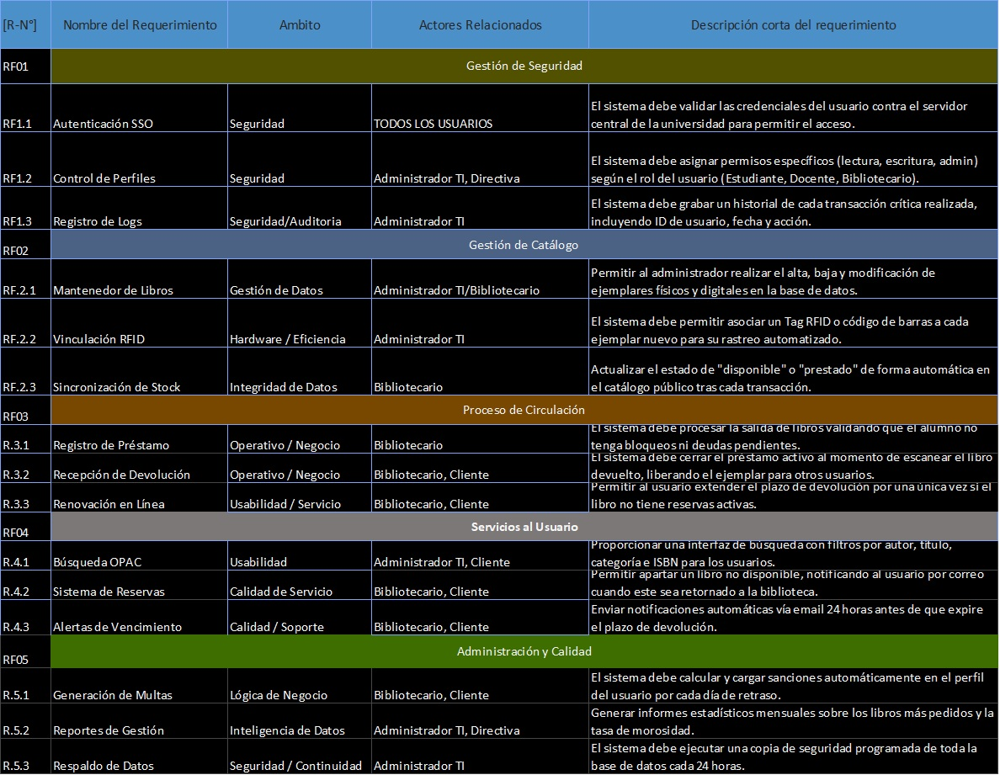 [R-N°] Nombre del Requerimiento Ambito Actores Relacionados Descripción corta del requerimiento
RF01 Gestión de Seguridad
El sistema debe validar las credenciales del usuario contra el servidor
RF1.1 Autenticación SSO Seguridad TODOS LOS USUARIOS central de la universidad para permitir el acceso.
El sistema debe asignar permisos específicos (lectura, escritura, admin)
RF1.2 Control de Perfiles Seguridad Administrador TI, Directiva según el rol del usuario (Estudiante, Docente, Bibliotecario).
El sistema debe grabar un historial de cada transacción crítica realizada,
RF1.3 Registro de Logs Seguridad/Auditoria Administrador TI incluyendo ID de usuario, fecha y acción.
RF02 Gestión de Catálogo
Permitir al administrador realizar el alta, baja y modificación de
RF.2.1 Mantenedor de Libros Gestión de Datos Administrador TI/Bibliotecario ejemplares físicos y digitales en la base de datos.
El sistema debe permitir asociar un Tag RFID o código de barras a cada
RF.2.2 Vinculación RFID Hardware / Eficiencia Administrador TI ejemplar nuevo para su rastreo automatizado.
Actualizar el estado de "disponible" o "prestado" de forma automática en
RF.2.3 Sincronización de Stock Integridad de Datos Bibliotecario el catálogo público tras cada transacción.
RF03 Proceso de Circulación
El sistema debe procesar la salida de libros validando que el alumno no
R.3.1 Registro de Préstamo Operativo / Negocio Bibliotecario tenga bloqueos ni deudas pendientes.
El sistema debe cerrar el préstamo activo al momento de escanear el libro
R.3.2 Recepción de Devolución Operativo / Negocio Bibliotecario, Cliente devuelto, liberando el ejemplar para otros usuarios.
Permitir al usuario extender el plazo de devolución por una única vez si el
R.3.3 Renovación en Línea Usabilidad / Servicio Bibliotecario, Cliente libro no tiene reservas activas.
RF04 Servicios al Usuario
Proporcionar una interfaz de búsqueda con filtros por autor, título,
R.4.1 Búsqueda OPAC Usabilidad Administrador TI, Cliente categoría e ISBN para los usuarios.
Permitir apartar un libro no disponible, notificando al usuario por correo
R.4.2 Sistema de Reservas Calidad de Servicio Bibliotecario, Cliente cuando este sea retornado a la biblioteca.
Enviar notificaciones automáticas vía email 24 horas antes de que expire
R.4.3 Alertas de Vencimiento Calidad / Soporte Bibliotecario, Cliente el plazo de devolución.
RF05 Administración y Calidad
El sistema debe calcular y cargar sanciones automáticamente en el perfil
R.5.1 Generación de Multas Lógica de Negocio Bibliotecario, Cliente del usuario por cada día de retraso.
Generar informes estadísticos mensuales sobre los libros más pedidos y la
R.5.2 Reportes de Gestión Inteligencia de Datos Administrador TI, Directiva tasa de morosidad.
El sistema debe ejecutar una copia de seguridad programada de toda la
R.5.3 Respaldo de Datos Seguridad / Continuidad Administrador TI base de datos cada 24 horas.